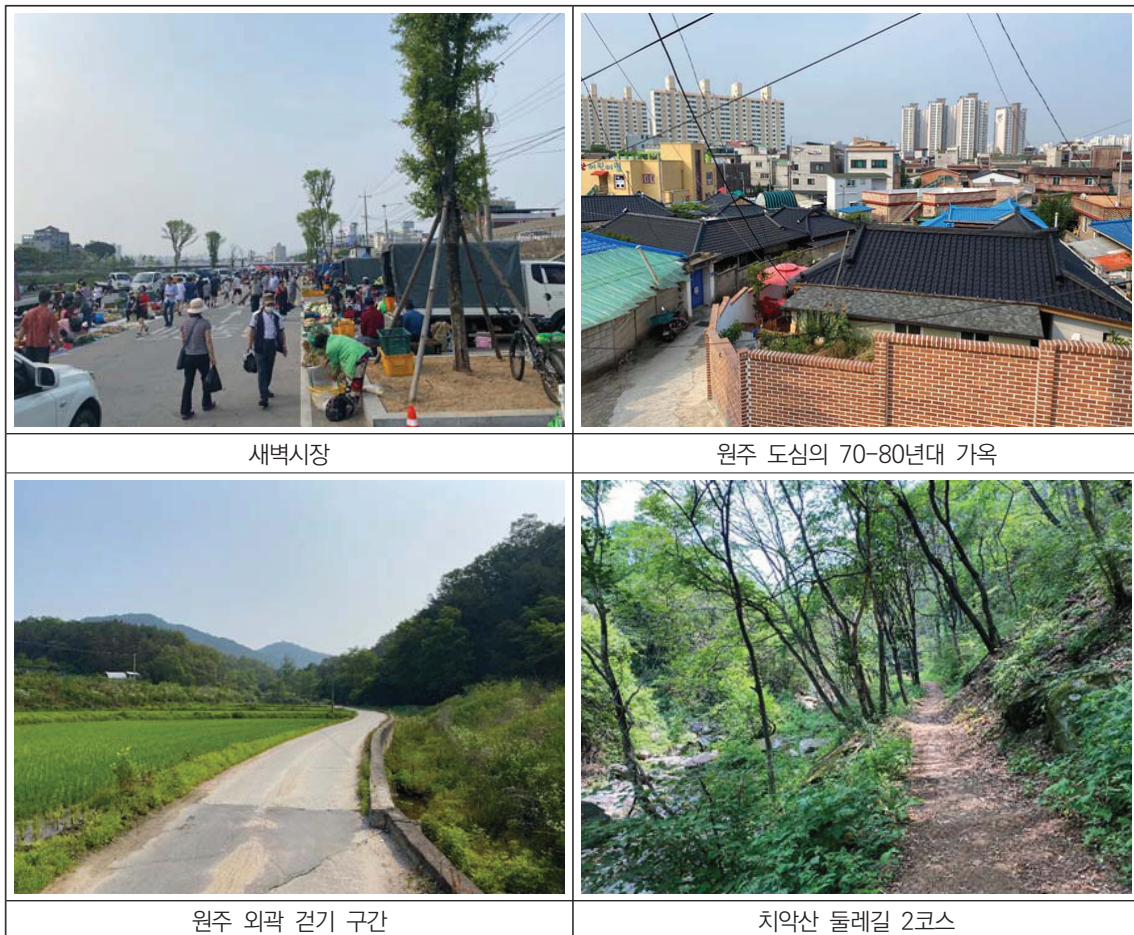 새벽시장
원주 도심의 70-80년대 가옥
원주 외곽 걷기 구간
치악산 둘레길 2코스